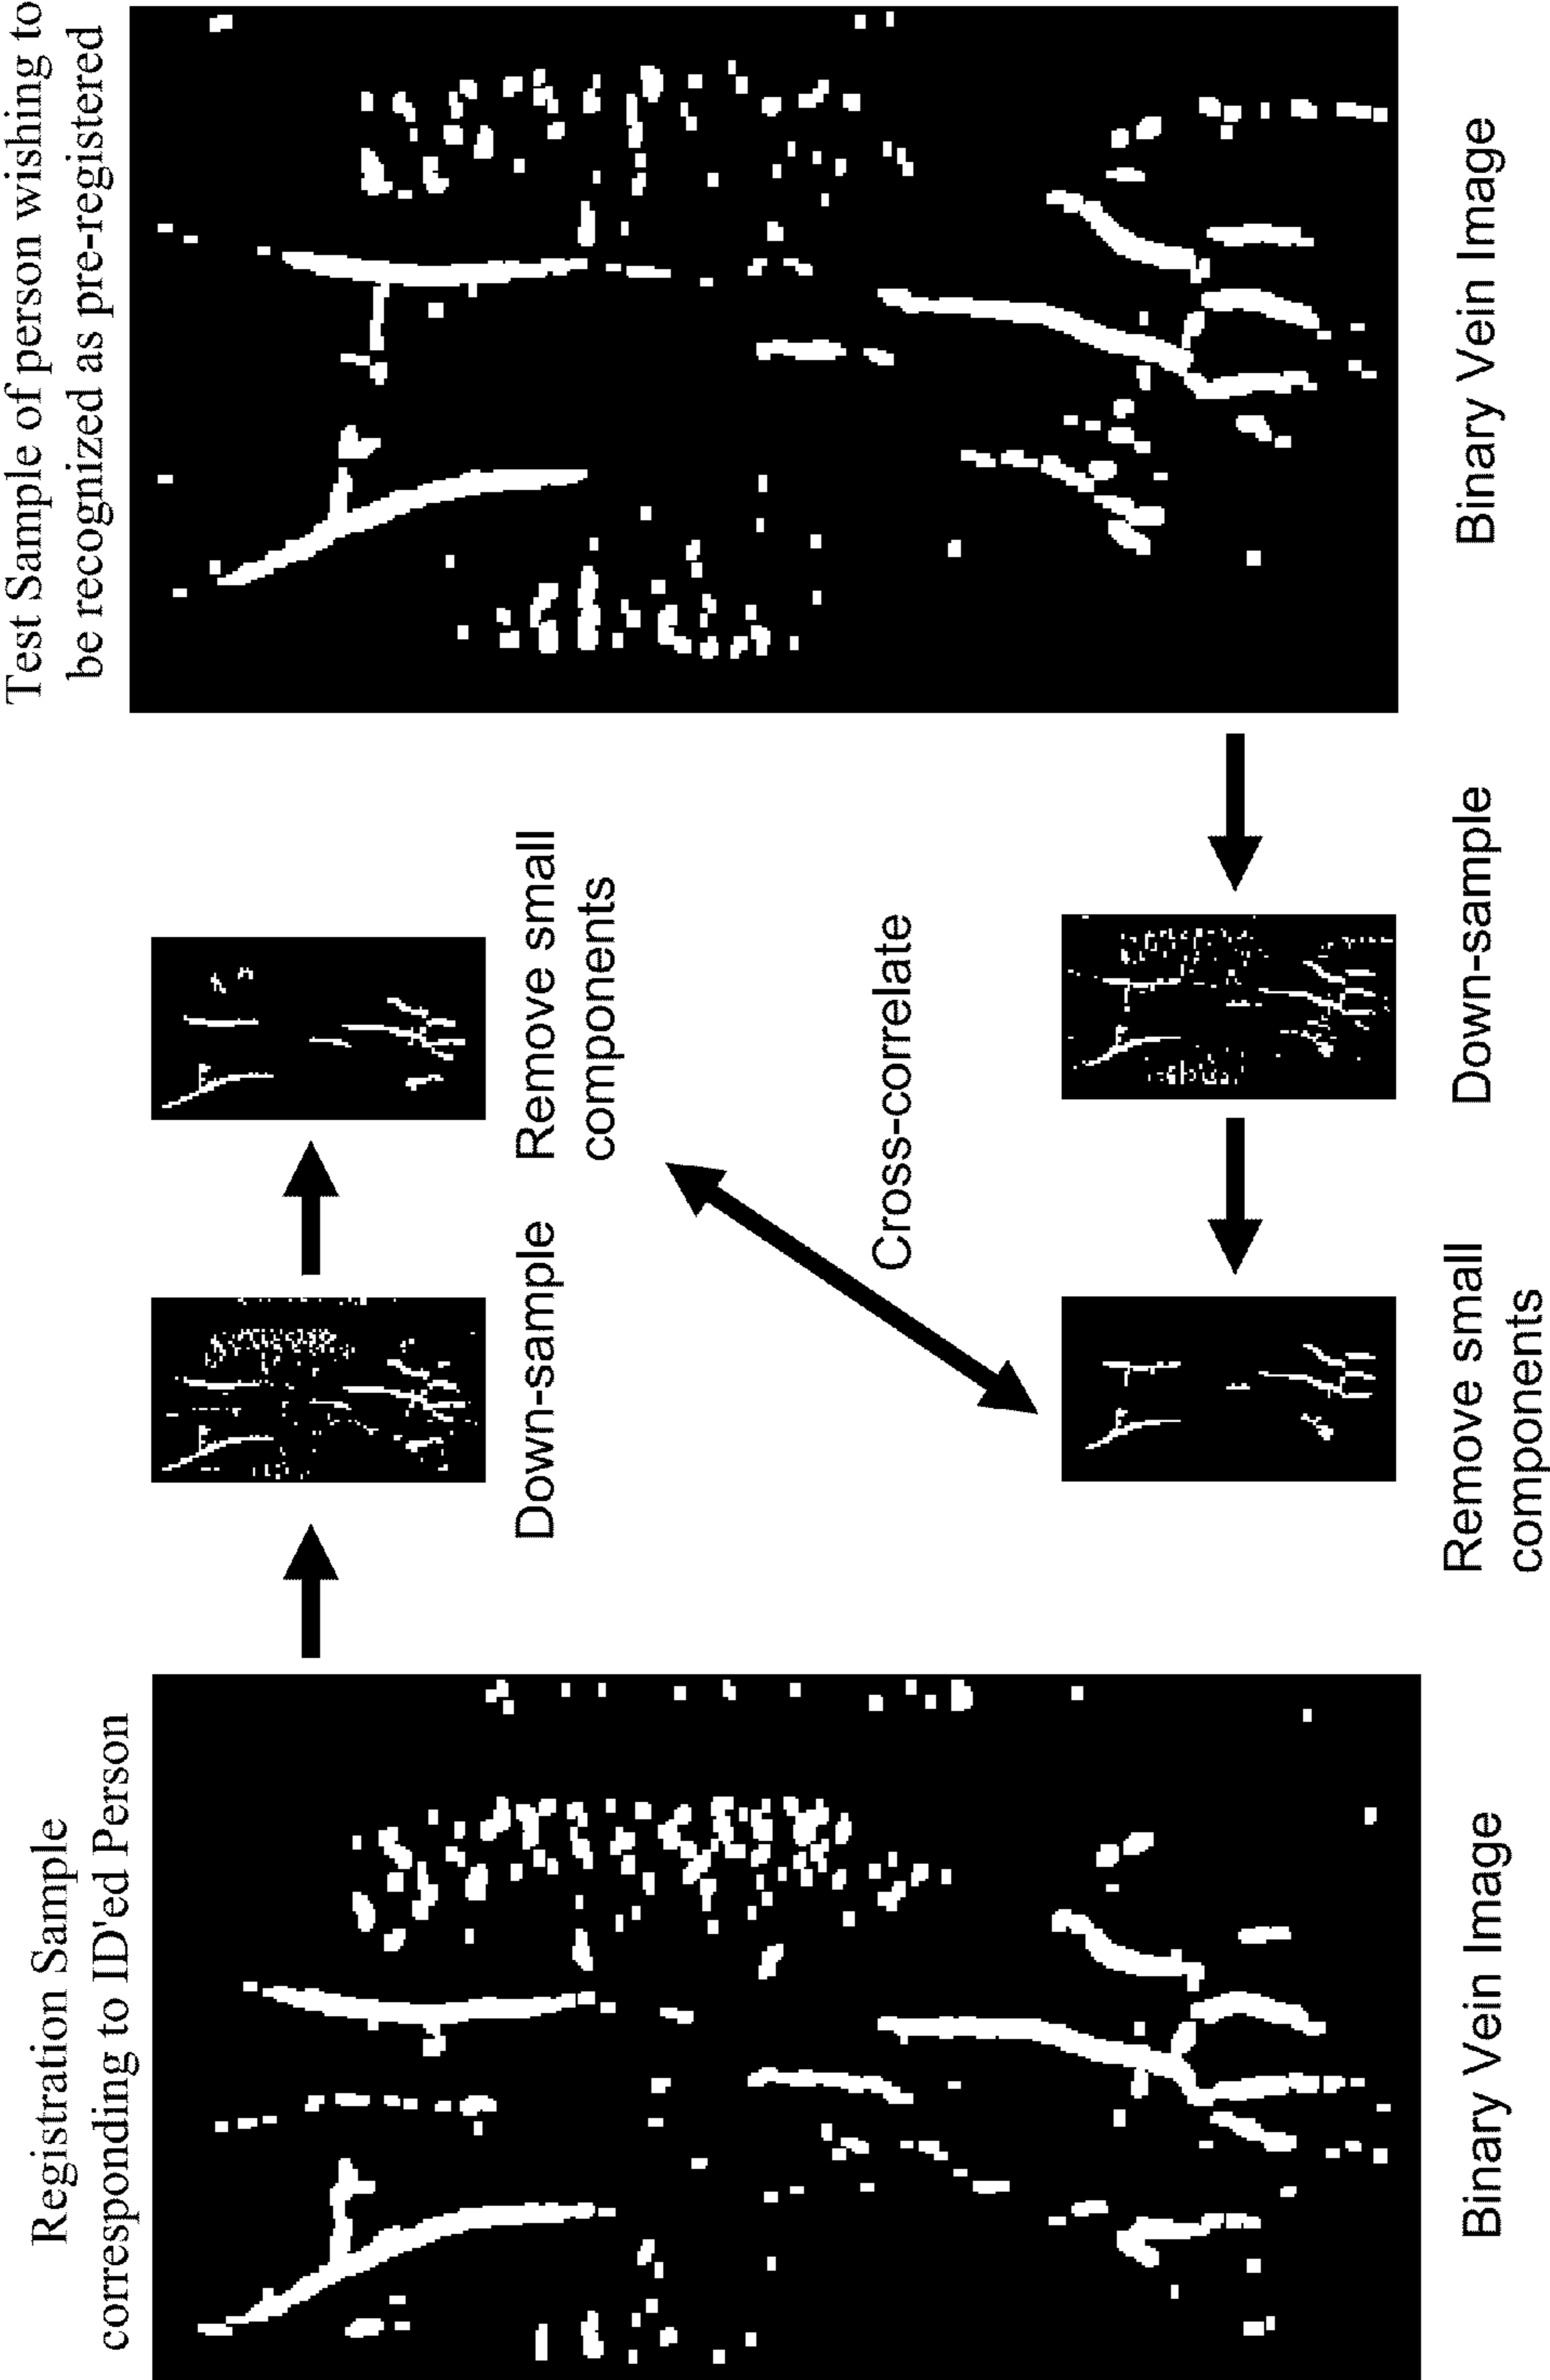 Registration Sample
corresponding to ID'ed Person
Binary Vein Image
Down-sample
Remove small
components
Cross-correlate
Test Sample of person wishing to
be recognized as pre-registered
Binary Vein Image
Down-sample
Remove small
components